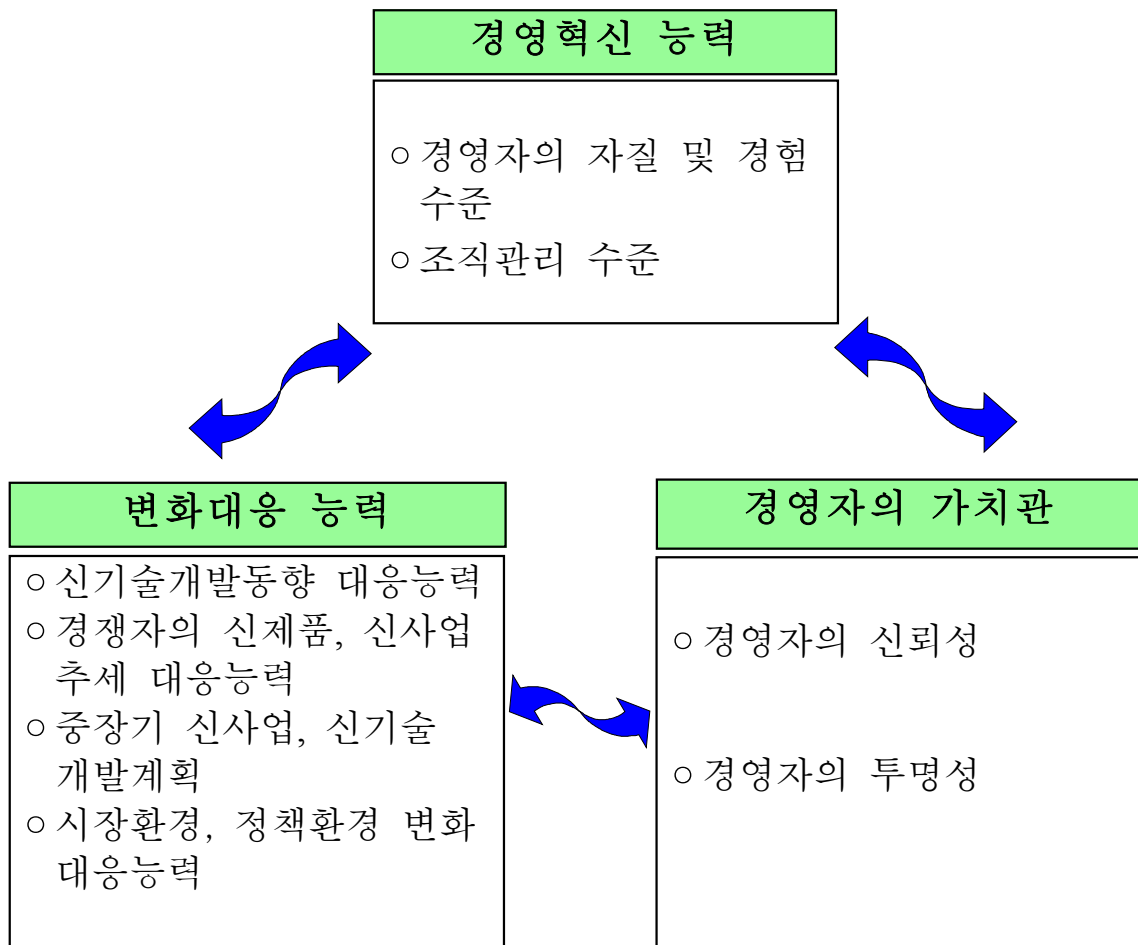 경영혁신 능력
○ 경영자의 자질 및 경험
수준
○ 조직관리 수준
변화대응 능력
○ 신기술개발동향 대응능력
○ 경쟁자의 신제품, 신사업
추세 대응능력
○ 중장기 신사업, 신기술
개발계획
○ 시장환경, 정책환경 변화
대응능력
경영자의 가치관
○ 경영자의 신뢰성
○ 경영자의 투명성